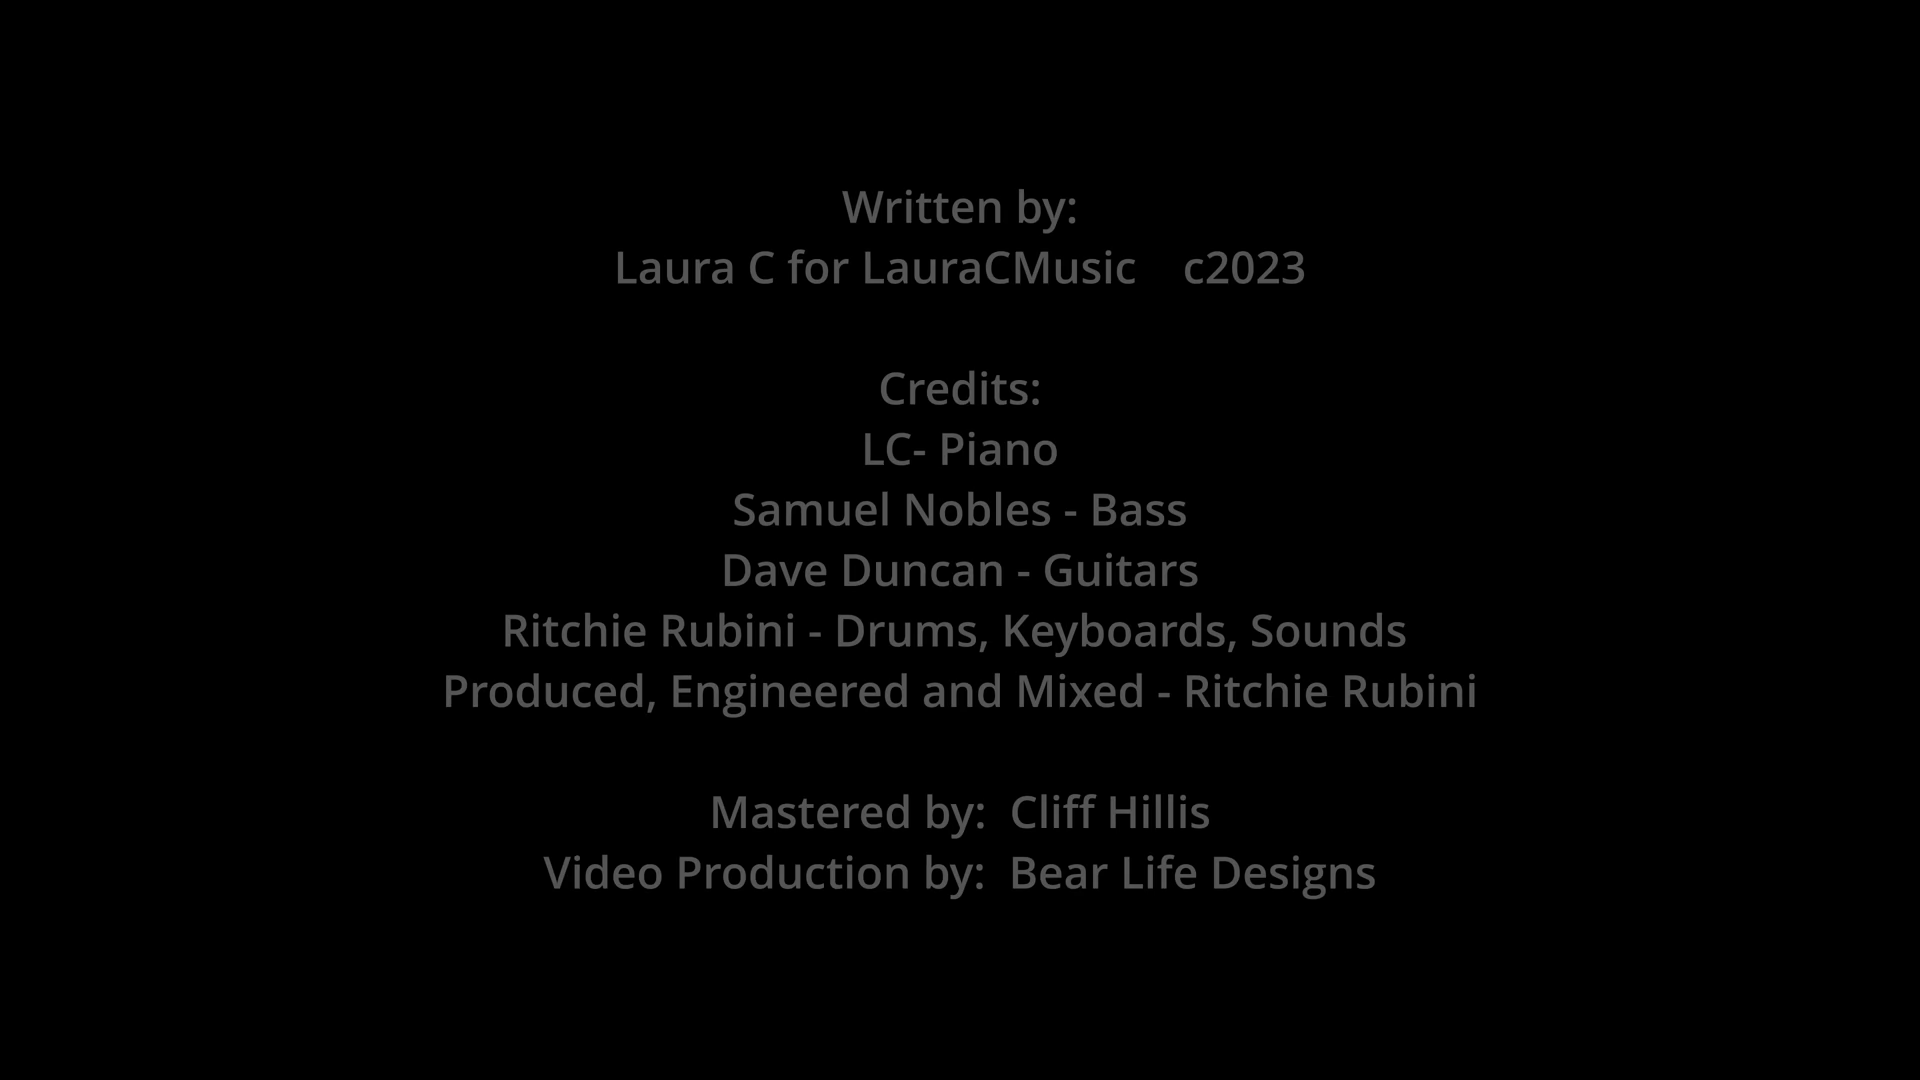 Written by:
Laura C for LauraCMusic    c2023
Credits:
LC- Piano
Samuel Nobles - Bass
Dave Duncan - Guitars
Ritchie Rubini - Drums, Keyboards, Sounds
Produced, Engineered and Mixed - Ritchie Rubini
Mastered by:  Cliff Hillis
Video Production by:  Bear Life Designs